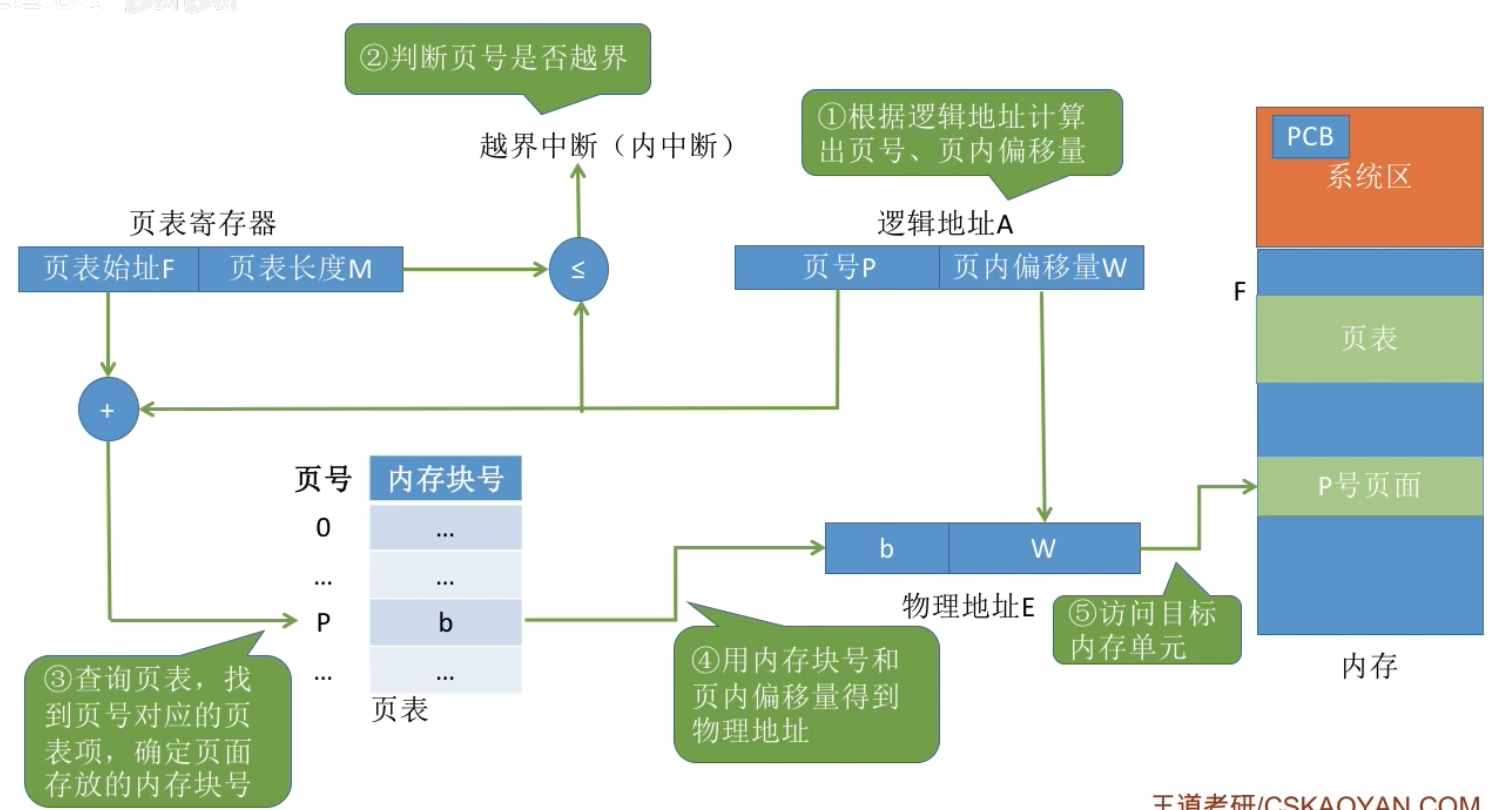 ②判断页号是否越界
越界中断（内中断）
①根据逻辑地址计算
出页号、页内偏移量
PCB
系统区
页表寄存器
页表始址F
页表长度M
≤
逻辑地址A
页号P
页内偏移量W
F
页表
+
P号页面
页号
内存块号
0
...
...
...
P
b
...
...
页表
b
W
物理地址E
⑤访问目标
内存单元
内存
③查询页表，找
到页号对应的页
表项，确定页面
存放的内存块号
④用内存块号和
页内偏移量得到
物理地址
王道考研/CSKAOYAN.COM